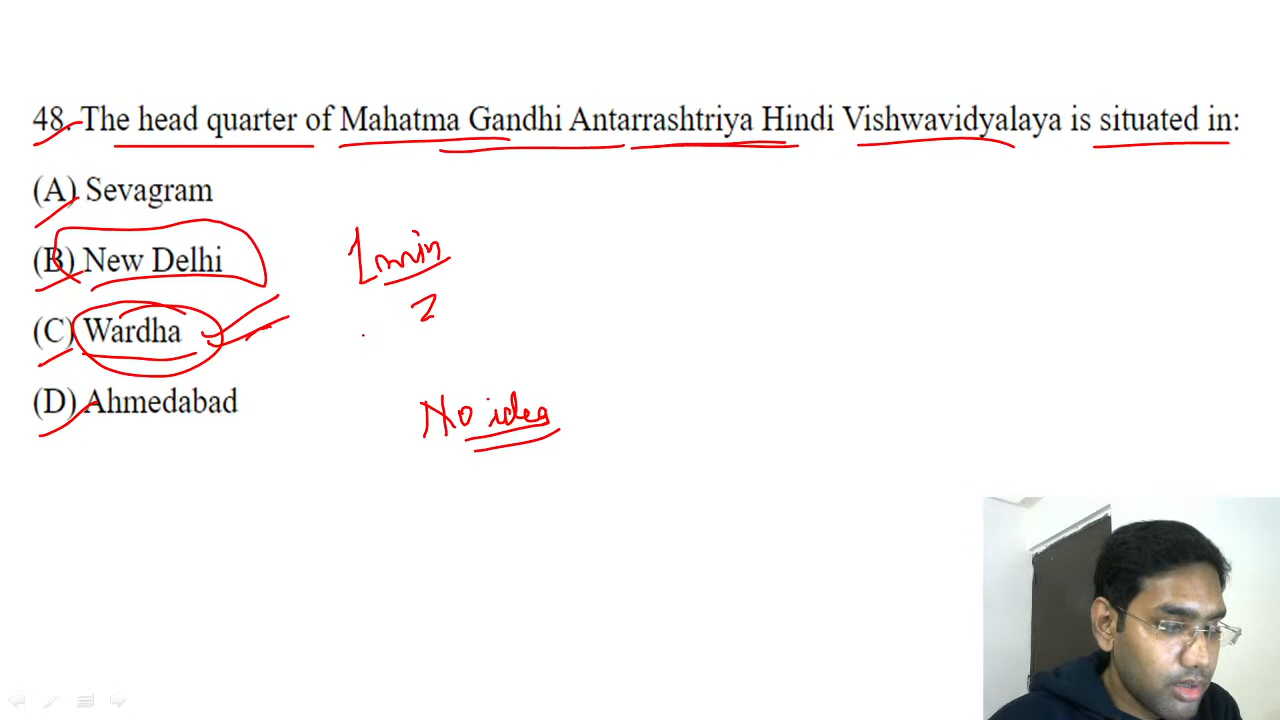 48. The head quarter of Mahatma Gandhi Antarrashtriya Hindi Vishwavidyalaya is situated in:
(A) Sevagram
(B) New Delhi
1 min
2
(C) Wardha
(D) Ahmedabad
No idea